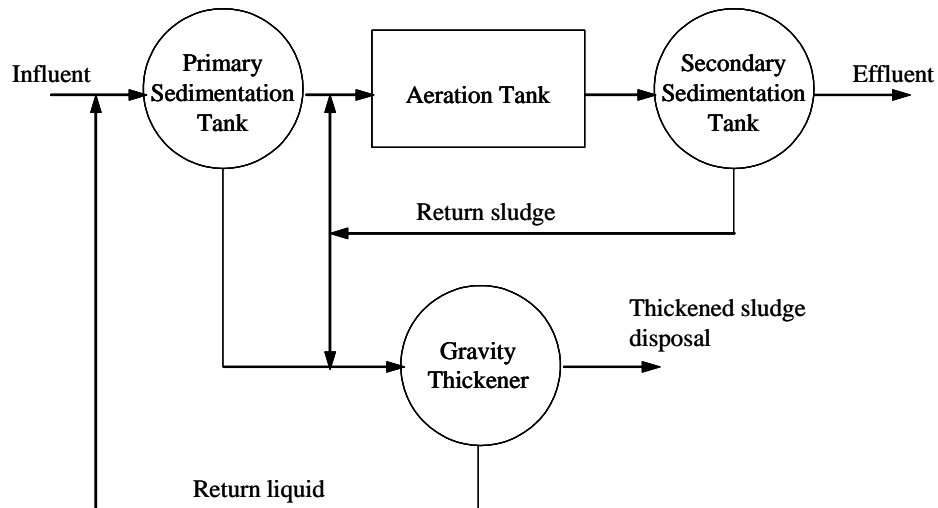 Influent
Primary
Sedimentation
Tank
Aeration Tank
Secondary
Sedimentation
Tank
Effluent
Return sludge
Gravity
Thickener
Thickened sludge
disposal
Return liquid